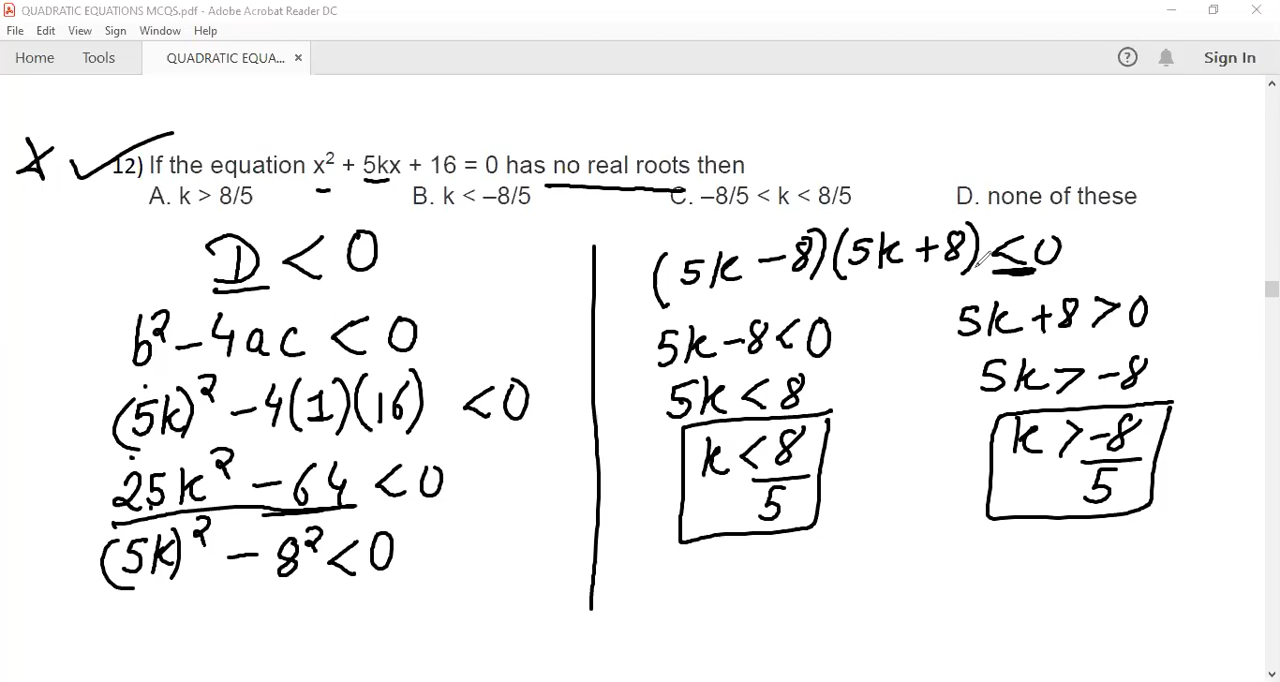 QUADRATIC EQUATIONS MCQS.pdf - Adobe Acrobat Reader DC
File Edit View Sign Window Help
Home Tools QUADRATIC EQUA... × Sign In
12) If the equation x² + 5kx + 16 = 0 has no real roots then
A. k > 8/5 B. k < –8/5 C. –8/5 < k < 8/5 D. none of these
D < 0
b² - 4ac < 0
(5k)² - 4(1)(16) < 0
25k² - 64 < 0
(5k)² - 8² < 0
(5k - 8)(5k + 8) < 0
5k - 8 < 0
5k < 8
k < 8/5
5k + 8 > 0
5k > -8
k > -8/5